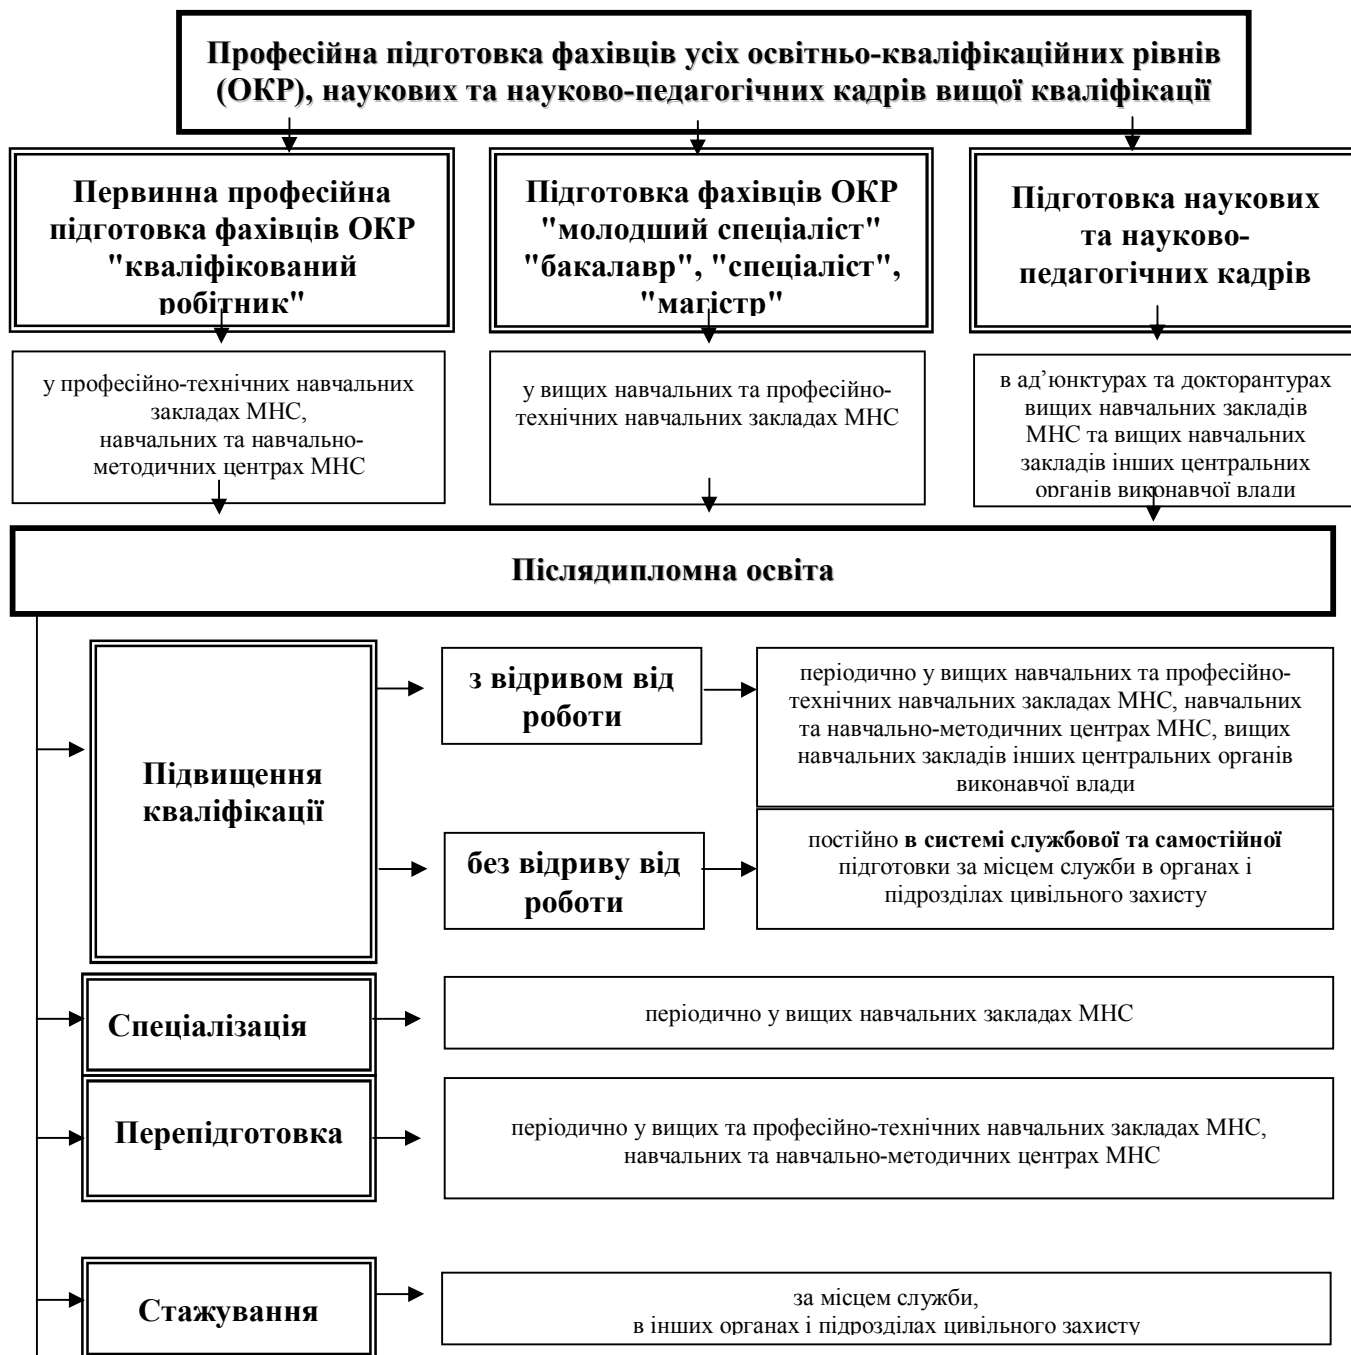 Професійна підготовка фахівців усіх освітньо-кваліфікаційних рівнів
(ОКР), наукових та науково-педагогічних кадрів вищої кваліфікації
Первинна професійна
підготовка фахівців ОКР
"кваліфікований
робітник"
Підготовка фахівців ОКР
"молодший спеціаліст"
"бакалавр", "спеціаліст",
"магістр"
Підготовка наукових
та науково-
педагогічних кадрів
у професійно-технічних навчальних
закладах МНС,
навчальних та навчально-
методичних центрах МНС
у вищих навчальних та професійно-
технічних навчальних закладах МНС
в ад’юнктурах та докторантурах
вищих навчальних закладів
МНС та вищих навчальних
закладів інших центральних
органів виконавчої влади
Післядипломна освіта
Підвищення
кваліфікації
з відривом від
роботи
періодично у вищих навчальних та професійно-
технічних навчальних закладах МНС, навчальних
та навчально-методичних центрах МНС, вищих
навчальних закладів інших центральних органів
виконавчої влади
без відриву від
роботи
постійно в системі службової та самостійної
підготовки за місцем служби в органах і
підрозділах цивільного захисту
Спеціалізація
періодично у вищих навчальних закладах МНС
Перепідготовка
періодично у вищих та професійно-технічних навчальних закладах МНС,
навчальних та навчально-методичних центрах МНС
Стажування
за місцем служби,
в інших органах і підрозділах цивільного захисту